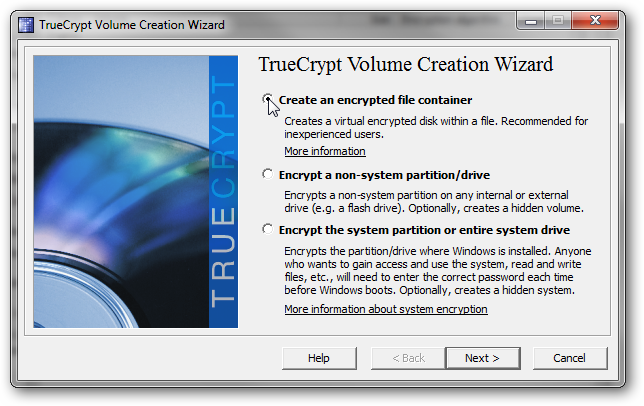 TrueCrypt Volume Creation Wizard
TRUECRYPT
TrueCrypt Volume Creation Wizard
Create an encrypted file container
Creates a virtual encrypted disk within a file. Recommended for
inexperienced users.
More information
Encrypt a non-system partition/drive
Encrypts a non-system partition on any internal or external
drive (e.g. a flash drive). Optionally, creates a hidden volume.
Encrypt the system partition or entire system drive
Encrypts the partition/drive where Windows is installed. Anyone
who wants to gain access and use the system, read and write
files, etc., will need to enter the correct password each time
before Windows boots. Optionally, creates a hidden system.
More information about system encryption
Help
< Back
Next >
Cancel